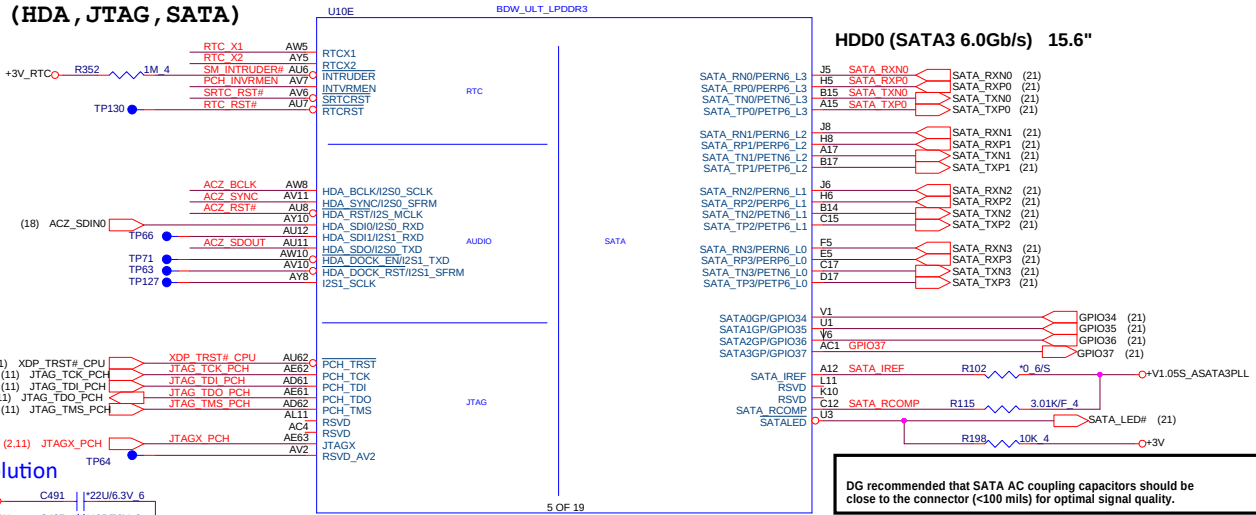 (HDA,JTAG,SATA)
U10E
BDW_ULT_LPDDR3
HDD0 (SATA3 6.0Gb/s) 15.6"
RTC_X1 AW5 RTCX1
RTC_X2 AY5 RTCX2
+3V_RTC R352 1M_4 SM_INTRUDER# AU6 INTRUDER
PCH_INVRMEN AV7 INTVRMEN
SRTC_RST# AV6 SRTCRST
TP130 RTC_RST# AU7 RTCRST
RTC
SATA_RN0/PERN6_L3 J5 SATA_RXN0 SATA_RXN0 (21)
SATA_RP0/PERP6_L3 H5 SATA_RXP0 SATA_RXP0 (21)
SATA_TN0/PETN6_L3 B15 SATA_TXN0 SATA_TXN0 (21)
SATA_TP0/PETP6_L3 A15 SATA_TXP0 SATA_TXP0 (21)
SATA_RN1/PERN6_L2 J8 SATA_RXN1 (21)
SATA_RP1/PERP6_L2 H8 SATA_RXP1 (21)
SATA_TN1/PETN6_L2 A17 SATA_TXN1 (21)
SATA_TP1/PETP6_L2 B17 SATA_TXP1 (21)
ACZ_BCLK AW8 HDA_BCLK/I2S0_SCLK
ACZ_SYNC AV11 HDA_SYNC/I2S0_SFRM
ACZ_RST# AU8 HDA_RST/I2S_MCLK
(18) ACZ_SDIN0 AY10 HDA_SDI0/I2S0_RXD
TP66 AU12 HDA_SDI1/I2S1_RXD
ACZ_SDOUT AU11 HDA_SDO/I2S0_TXD
TP71 AW10 HDA_DOCK_EN/I2S1_TXD
TP63 AV10 HDA_DOCK_RST/I2S1_SFRM
TP127 AY8 I2S1_SCLK
AUDIO
SATA
SATA_RN2/PERN6_L1 J6 SATA_RXN2 (21)
SATA_RP2/PERP6_L1 H6 SATA_RXP2 (21)
SATA_TN2/PETN6_L1 B14 SATA_TXN2 (21)
SATA_TP2/PETP6_L1 C15 SATA_TXP2 (21)
SATA_RN3/PERN6_L0 F5 SATA_RXN3 (21)
SATA_RP3/PERP6_L0 E5 SATA_RXP3 (21)
SATA_TN3/PETN6_L0 C17 SATA_TXN3 (21)
SATA_TP3/PETP6_L0 D17 SATA_TXP3 (21)
SATA0GP/GPIO34 V1 GPIO34 (21)
SATA1GP/GPIO35 U1 GPIO35 (21)
SATA2GP/GPIO36 V6 GPIO36 (21)
SATA3GP/GPIO37 AC1 GPIO37 GPIO37 (21)
1) XDP_TRST#_CPU XDP_TRST#_CPU AU62 PCH_TRST
(11) JTAG_TCK_PCH JTAG_TCK_PCH AE62 PCH_TCK
(11) JTAG_TDI_PCH JTAG_TDI_PCH AD61 PCH_TDI
1) JTAG_TDO_PCH JTAG_TDO_PCH AE61 PCH_TDO
(11) JTAG_TMS_PCH JTAG_TMS_PCH AD62 PCH_TMS
AL11 RSVD
AC4 RSVD
(2,11) JTAGX_PCH JTAGX_PCH AE63 JTAGX
TP64 AV2 RSVD_AV2
JTAG
SATA_IREF A12 SATA_IREF R102 *0_6/S +V1.05S_ASATA3PLL
RSVD L11
RSVD K10
SATA_RCOMP C12 SATA_RCOMP R115 3.01K/F_4
SATALED U3 SATA_LED# (21)
R198 10K_4 +3V
lution
C491 *22U/6.3V_6
5 OF 19
DG recommended that SATA AC coupling capacitors should be
close to the connector (<100 mils) for optimal signal quality.